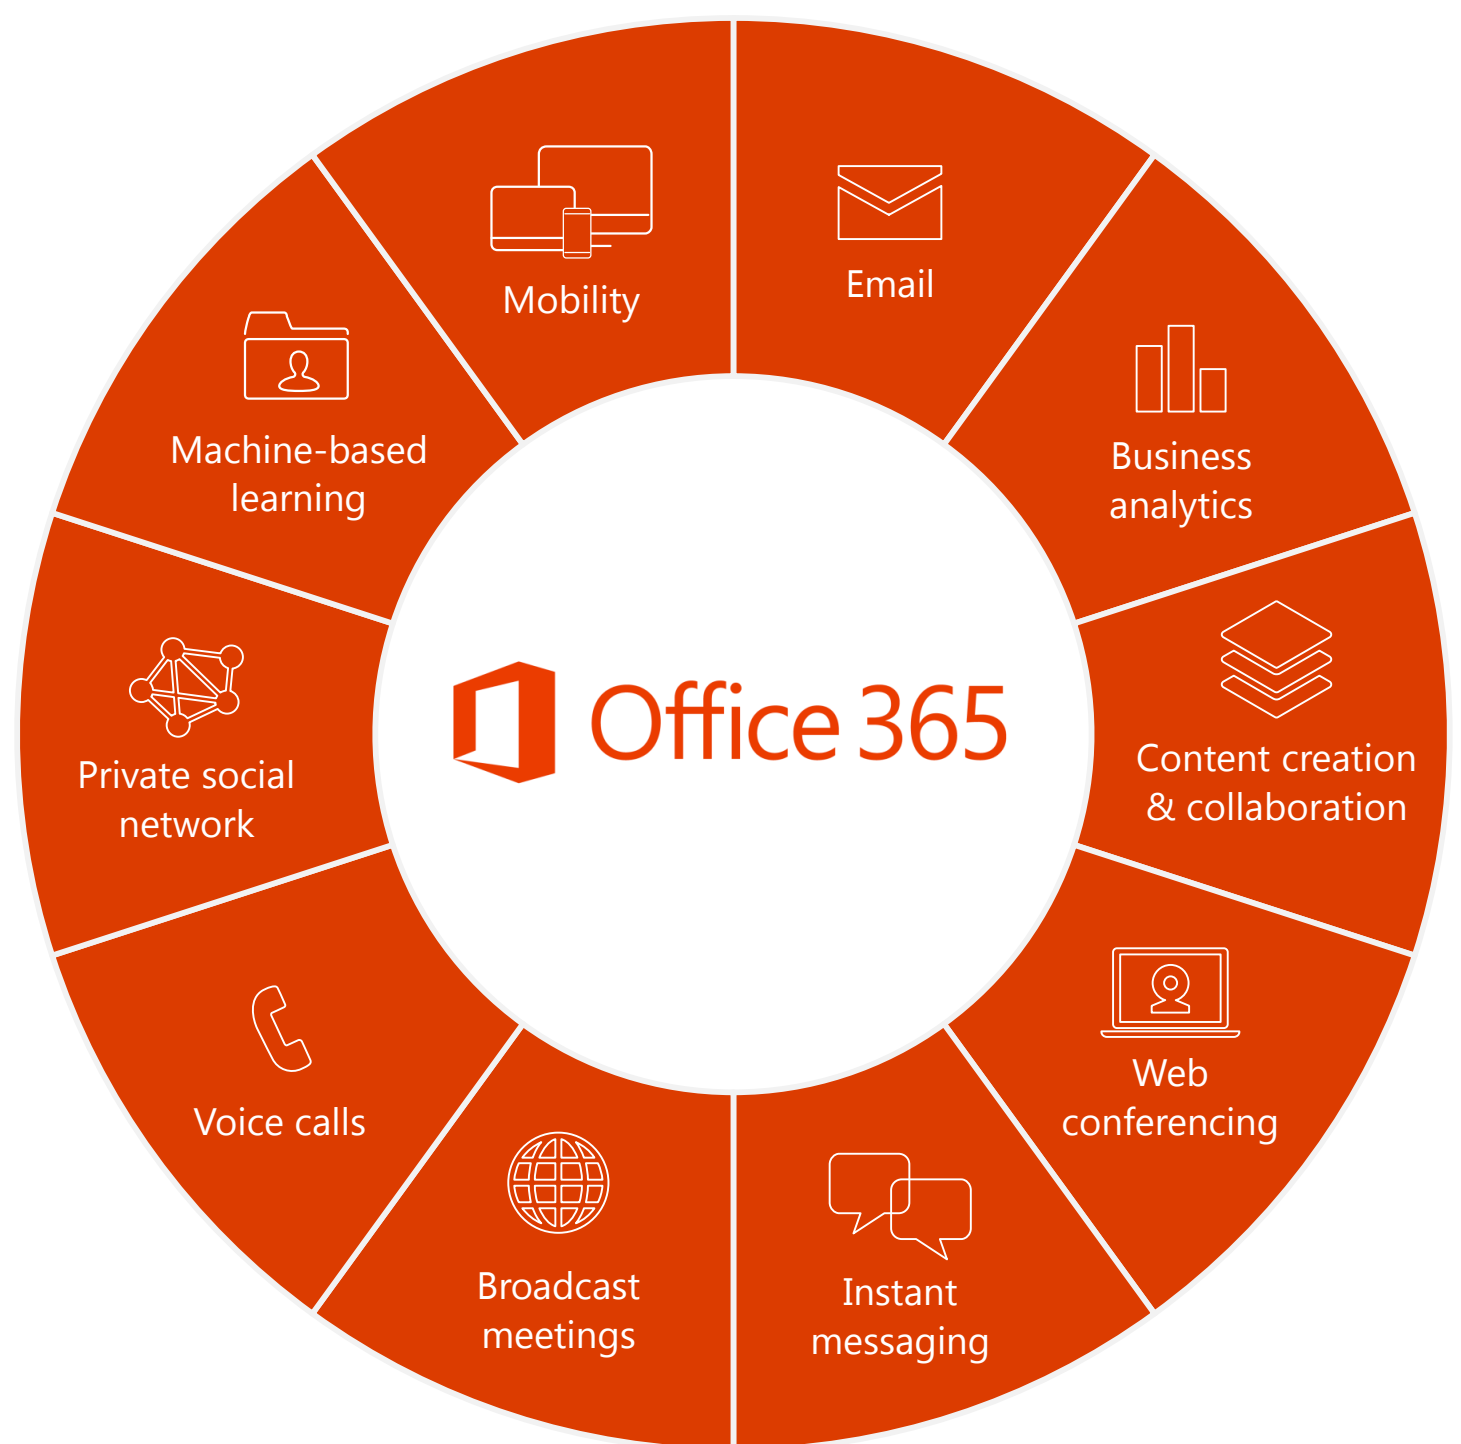 Mobility
Email
Machine-based
learning
Business
analytics
Private social
network
Office 365
Content creation
& collaboration
Voice calls
Web
conferencing
Broadcast
meetings
Instant
messaging